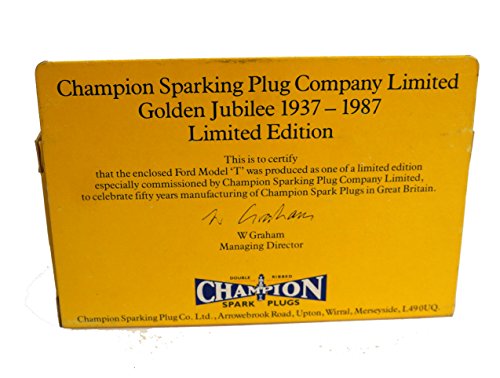 Champion Sparking Plug Company Limited
Golden Jubilee 1937 – 1987
Limited Edition
This is to certify
that the enclosed Ford Model ‘T’ was produced as one of a limited edition
especially commissioned by Champion Sparking Plug Company Limited,
to celebrate fifty years manufacturing of Champion Spark Plugs in Great Britain.
W Graham
W Graham
Managing Director
DOUBLE RIBBED
CHAMPION
SPARK PLUGS
Champion Sparking Plug Co. Ltd., Arrowebrook Road, Upton, Wirral, Merseyside, L49 0UQ.